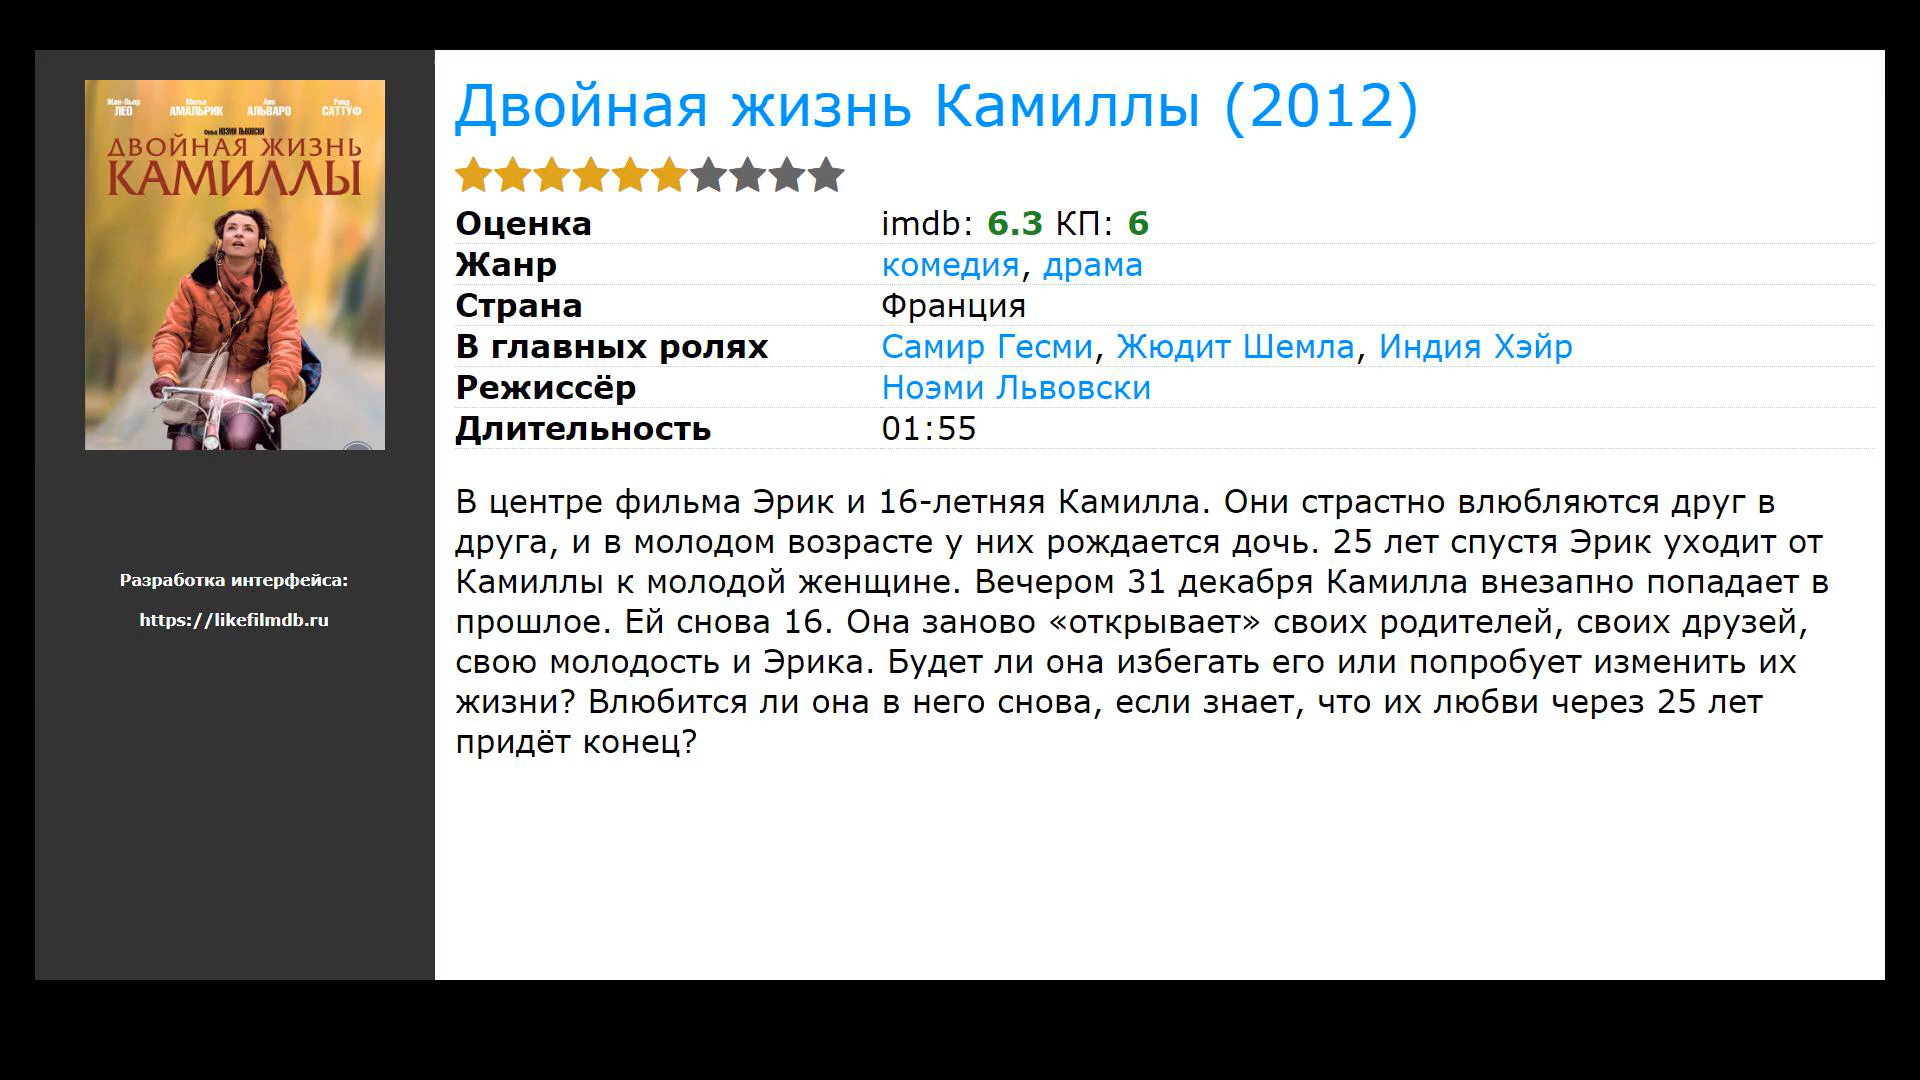 Жан-Пьер ЛЕО
Матье АМАЛЬРИК
Анн АЛЬВАРО
Риад САТТУФ
Фильм НОЭМИ ЛЬВОВСКИ
ДВОЙНАЯ ЖИЗНЬ
КАМИЛЛЫ
Разработка интерфейса:
https://likefilmdb.ru
Двойная жизнь Камиллы (2012)
Оценка imdb: 6.3 КП: 6
Жанр комедия, драма
Страна Франция
В главных ролях Самир Гесми, Жюдит Шемла, Индия Хэйр
Режиссёр Ноэми Львовски
Длительность 01:55
В центре фильма Эрик и 16-летняя Камилла. Они страстно влюбляются друг в
друга, и в молодом возрасте у них рождается дочь. 25 лет спустя Эрик уходит от
Камиллы к молодой женщине. Вечером 31 декабря Камилла внезапно попадает в
прошлое. Ей снова 16. Она заново «открывает» своих родителей, своих друзей,
свою молодость и Эрика. Будет ли она избегать его или попробует изменить их
жизни? Влюбится ли она в него снова, если знает, что их любви через 25 лет
придёт конец?